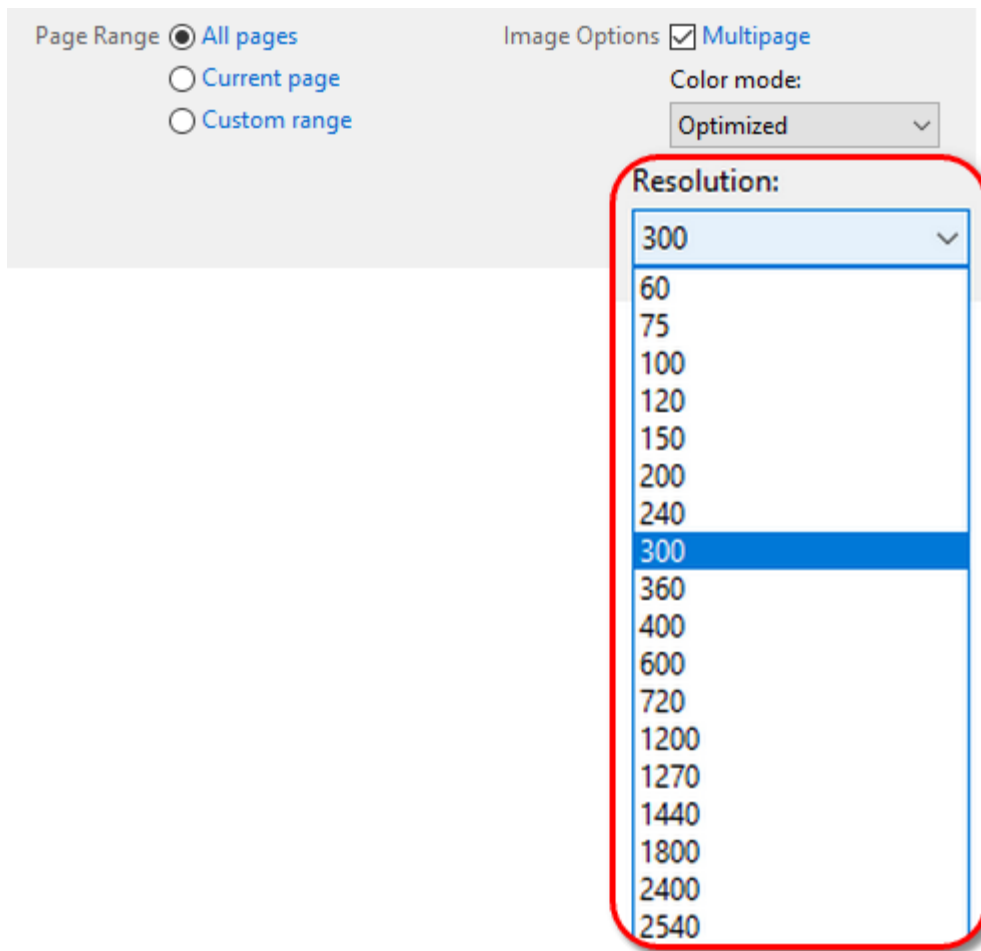 Page Range All pages
Current page
Custom range
Image Options Multipage
Color mode:
Optimized
Resolution:
300
60
75
100
120
150
200
240
300
360
400
600
720
1200
1270
1440
1800
2400
2540